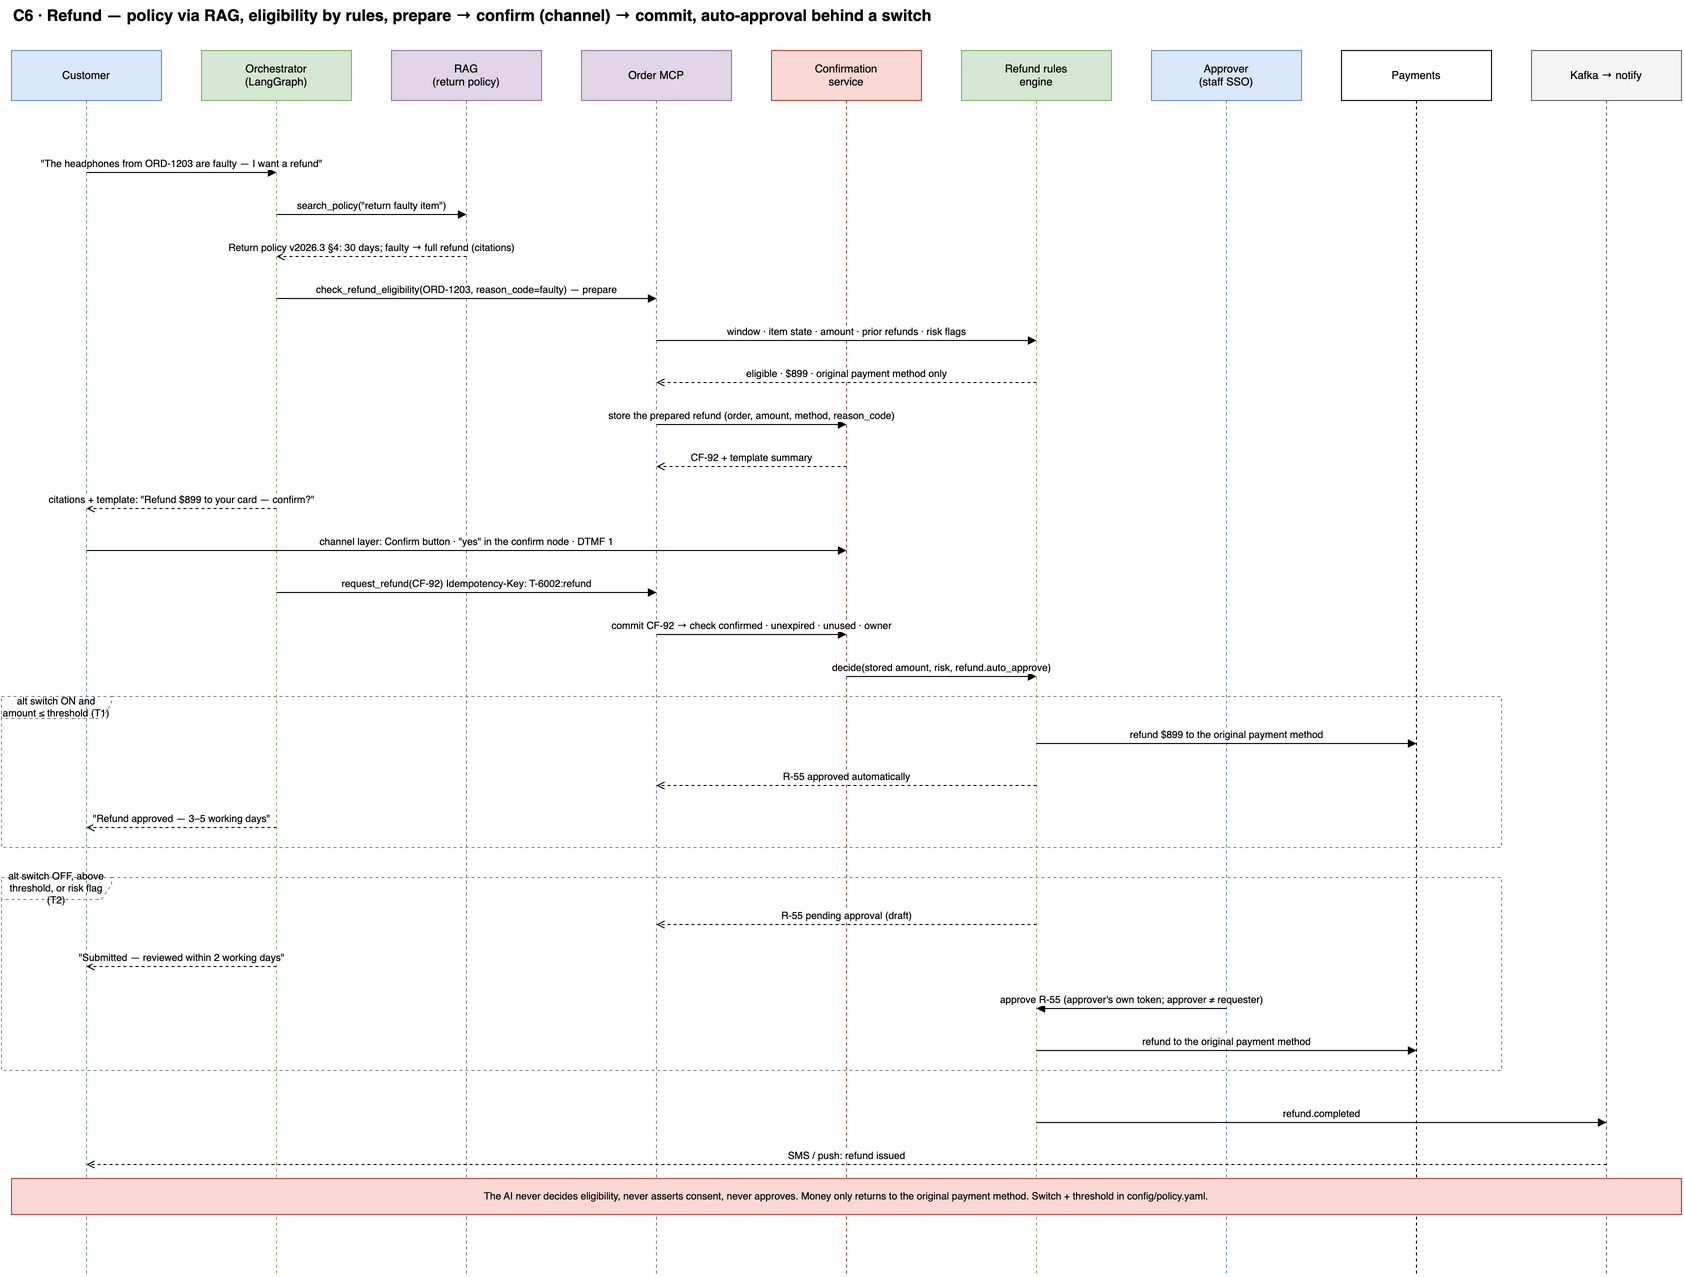 C6 · Refund — policy via RAG, eligibility by rules, prepare → confirm (channel) → commit, auto-approval behind a switch
Customer
Orchestrator
(LangGraph)
RAG
(return policy)
Order MCP
Confirmation
service
Refund rules
engine
Approver
(staff SSO)
Payments
Kafka → notify
"The headphones from ORD-1203 are faulty — I want a refund"
search_policy("return faulty item")
Return policy v2026.3 §4: 30 days; faulty → full refund (citations)
check_refund_eligibility(ORD-1203, reason_code=faulty) — prepare
window · item state · amount · prior refunds · risk flags
eligible · $899 · original payment method only
store the prepared refund (order, amount, method, reason_code)
CF-92 + template summary
citations + template: "Refund $899 to your card — confirm?"
channel layer: Confirm button · "yes" in the confirm node · DTMF 1
request_refund(CF-92) Idempotency-Key: T-6002:refund
commit CF-92 → check confirmed · unexpired · unused · owner
decide(stored amount, risk, refund.auto_approve)
alt switch ON and
amount ≤ threshold (T1)
refund $899 to the original payment method
R-55 approved automatically
"Refund approved — 3–5 working days"
alt switch OFF, above
threshold, or risk flag
(T2)
R-55 pending approval (draft)
"Submitted — reviewed within 2 working days"
approve R-55 (approver's own token; approver ≠ requester)
refund to the original payment method
refund.completed
SMS / push: refund issued
The AI never decides eligibility, never asserts consent, never approves. Money only returns to the original payment method. Switch + threshold in config/policy.yaml.